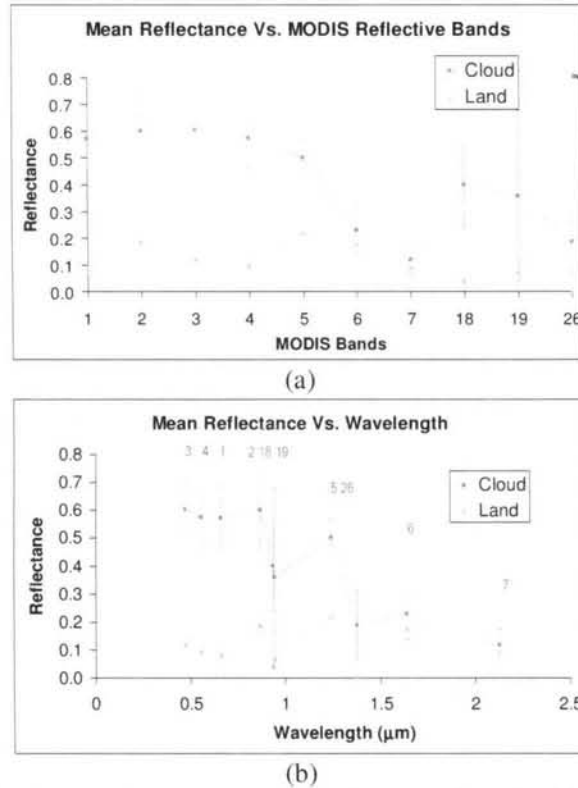 Mean Reflectance Vs. MODIS Reflective Bands
Cloud
Land
0.8
0.7
0.6
0.5
0.4
0.3
0.2
0.1
0.0
Reflectance
1 2 3 4 5 6 7 18 19 26
MODIS Bands
(a)
Mean Reflectance Vs. Wavelength
3 4 1 2 18 19
5 26
6
7
Cloud
Land
0.8
0.7
0.6
0.5
0.4
0.3
0.2
0.1
0.0
Reflectance
0 0.5 1 1.5 2 2.5
Wavelength (μm)
(b)